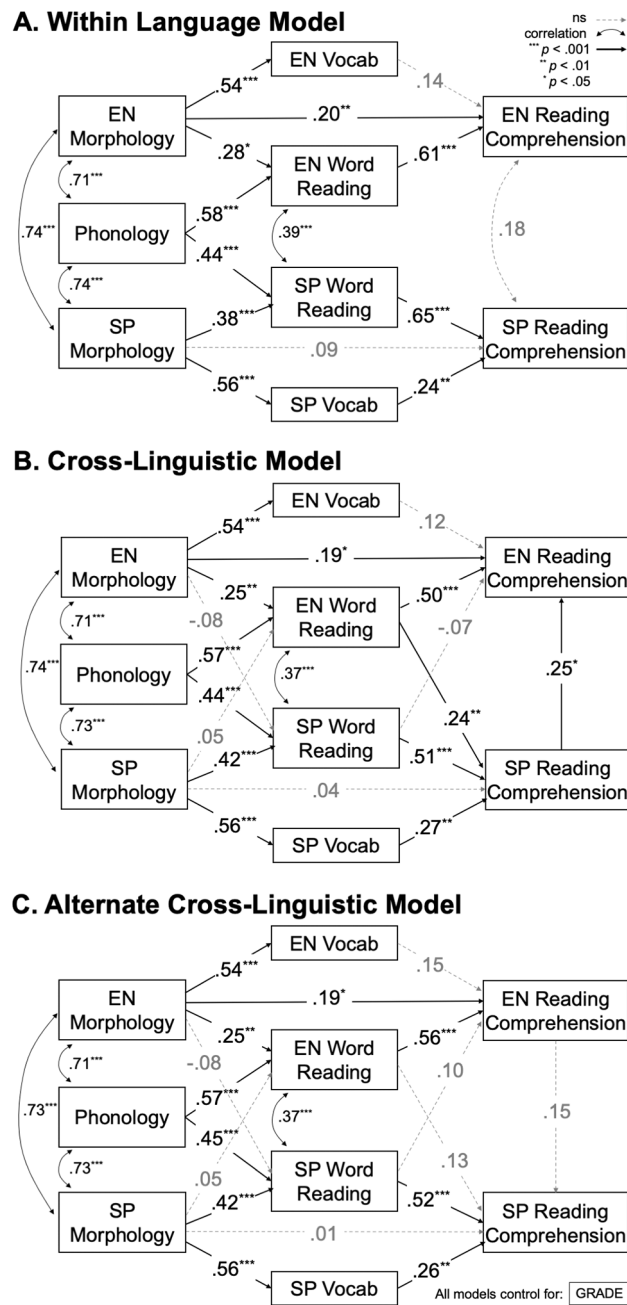 A. Within Language Model
ns
correlation
*** p < .001
** p < .01
* p < .05
EN Vocab
.54***
.14
EN
Morphology
.20**
EN Reading
Comprehension
.28*
EN Word
Reading
.61***
.71***
.58***
Phonology
.74***
.39***
.18
.44***
.74***
SP Word
Reading
SP
Morphology
.38***
.65***
SP Reading
Comprehension
.09
.56***
SP Vocab
.24**
B. Cross-Linguistic Model
EN Vocab
.54***
.12
EN
Morphology
.19*
EN Reading
Comprehension
.25**
EN Word
Reading
.50***
.71***
-.08
-.07
.57***
Phonology
.74***
.37***
.25*
.44***
.73***
.05
SP Word
Reading
.24**
SP
Morphology
.42***
.51***
SP Reading
Comprehension
.04
.56***
SP Vocab
.27**
C. Alternate Cross-Linguistic Model
EN Vocab
.54***
.15
EN
Morphology
.19*
EN Reading
Comprehension
.25**
EN Word
Reading
.56***
.71***
-.08
.10
.57***
Phonology
.73***
.37***
.15
.45***
.73***
.05
SP Word
Reading
.13
SP
Morphology
.42***
.52***
SP Reading
Comprehension
.01
.56***
SP Vocab
.26**
All models control for: GRADE